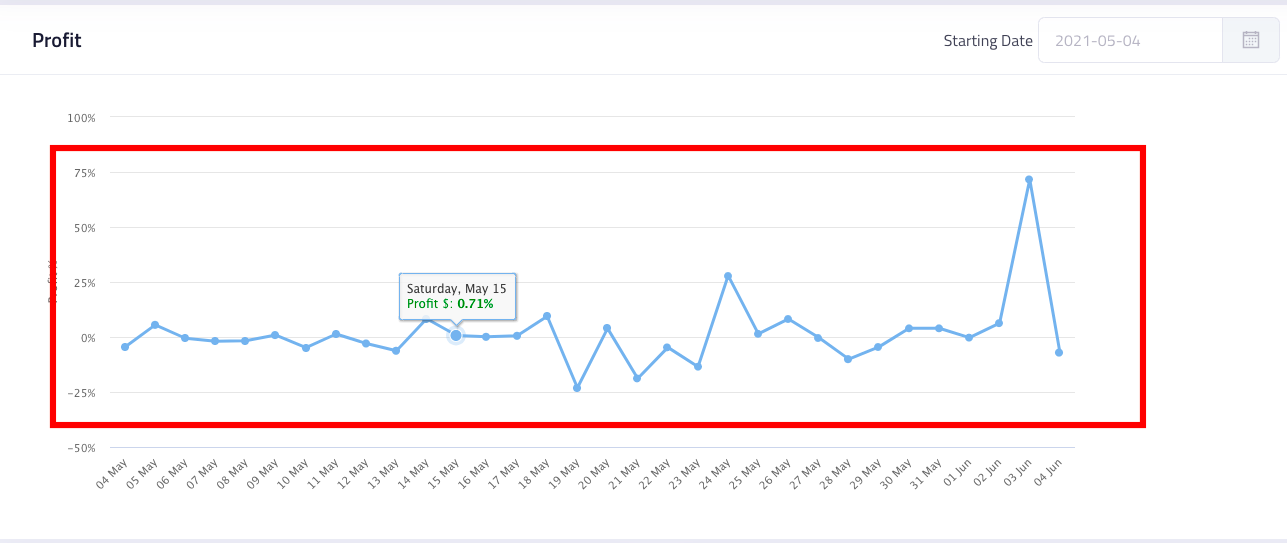 Profit
Starting Date 2021-05-04
100%
75%
50%
25%
0%
−25%
−50%
Profit %
Saturday, May 15
Profit $: 0.71%
04 May
05 May
06 May
07 May
08 May
09 May
10 May
11 May
12 May
13 May
14 May
15 May
16 May
17 May
18 May
19 May
20 May
21 May
22 May
23 May
24 May
25 May
26 May
27 May
28 May
29 May
30 May
31 May
01 Jun
02 Jun
03 Jun
04 Jun